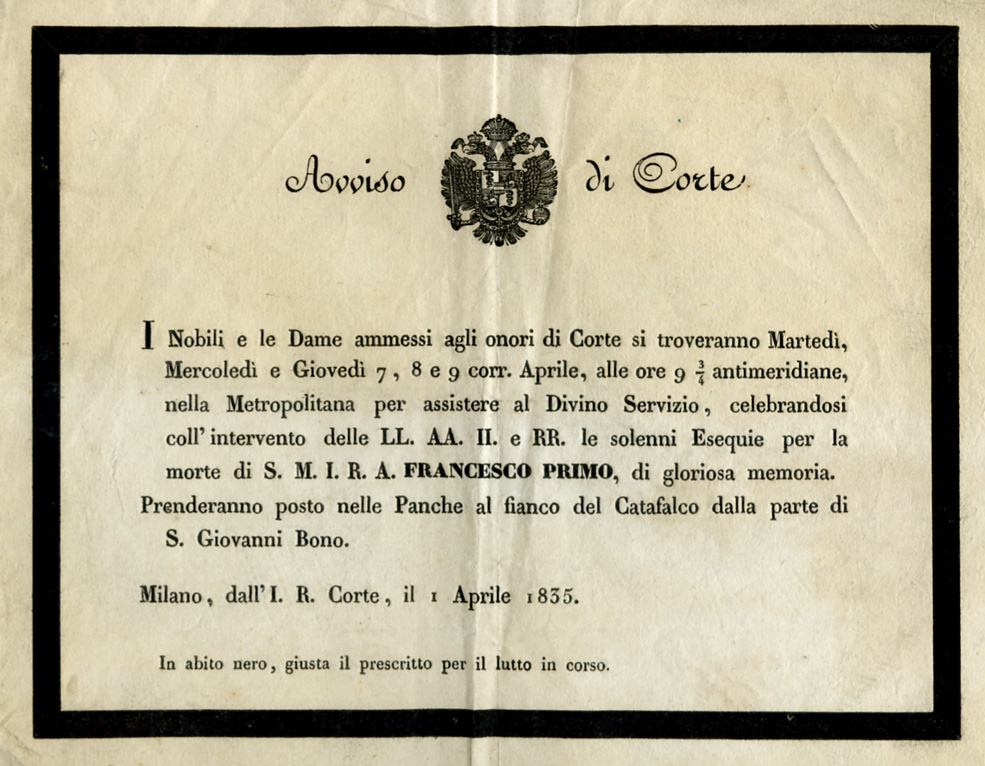 Avviso di Corte
I Nobili e le Dame ammessi agli onori di Corte si troveranno Martedì,
Mercoledì e Giovedì 7, 8 e 9 corr. Aprile, alle ore 9 ¾ antimeridiane,
nella Metropolitana per assistere al Divino Servizio, celebrandosi
coll' intervento delle LL. AA. II. e RR. le solenni Esequie per la
morte di S. M. I. R. A. FRANCESCO PRIMO, di gloriosa memoria.
Prenderanno posto nelle Panche al fianco del Catafalco dalla parte di
S. Giovanni Bono.
Milano, dall' I. R. Corte, il 1 Aprile 1835.
In abito nero, giusta il prescritto per il lutto in corso.